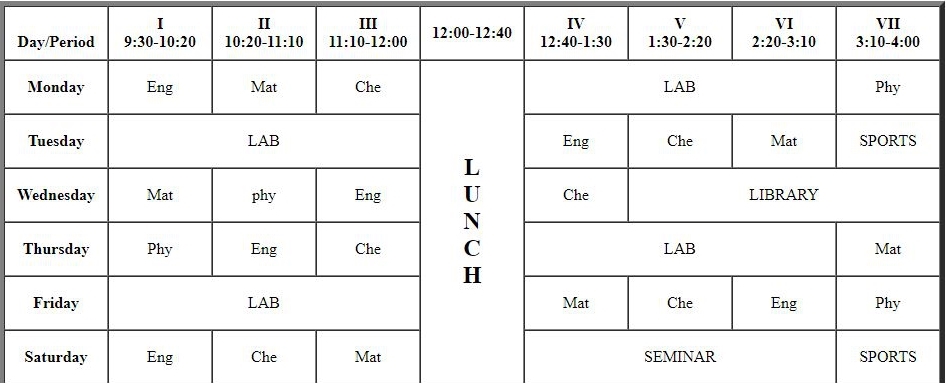 Day/Period I 9:30-10:20 II 10:20-11:10 III 11:10-12:00 12:00-12:40 IV 12:40-1:30 V 1:30-2:20 VI 2:20-3:10 VII 3:10-4:00
Monday Eng Mat Che LUNCH LAB Phy
Tuesday LAB Eng Che Mat SPORTS
Wednesday Mat phy Eng Che LIBRARY
Thursday Phy Eng Che LAB Mat
Friday LAB Mat Che Eng Phy
Saturday Eng Che Mat SEMINAR SPORTS